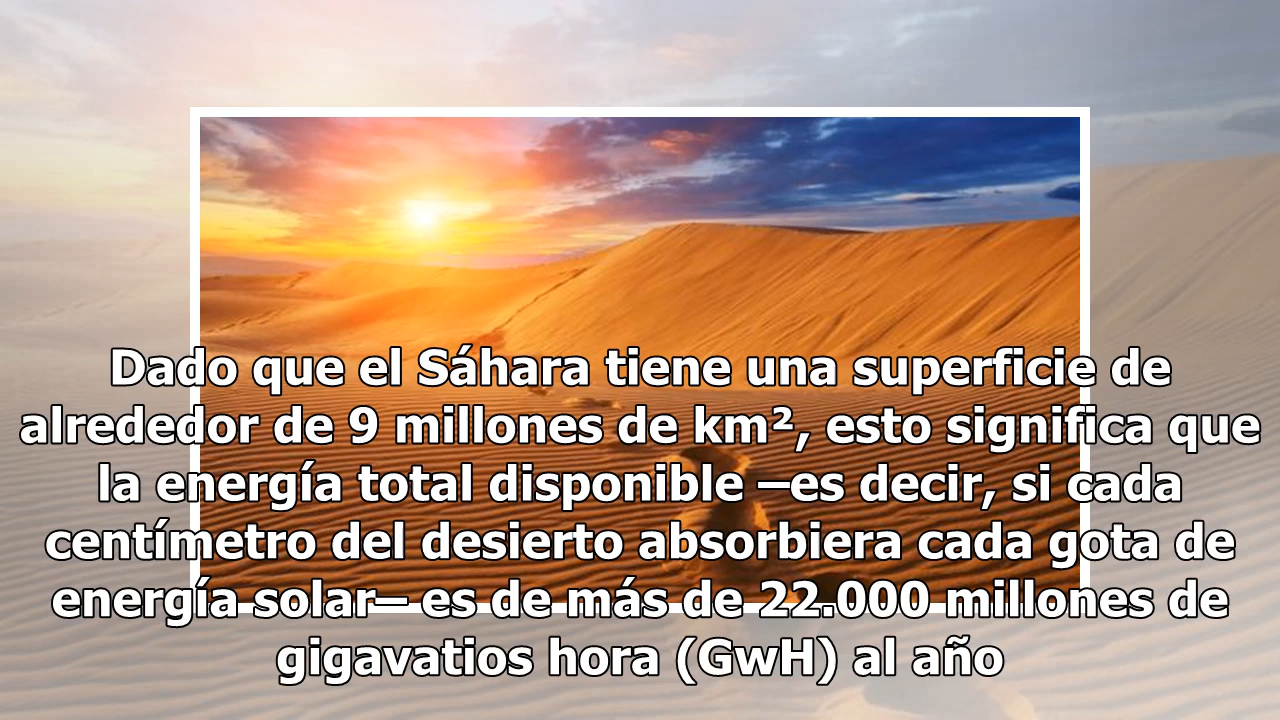 Dado que el Sáhara tiene una superficie de
alrededor de 9 millones de km², esto significa que
la energía total disponible —es decir, si cada
centímetro del desierto absorbiera cada gota de
energía solar— es de más de 22.000 millones de
gigavatios hora (GwH) al año